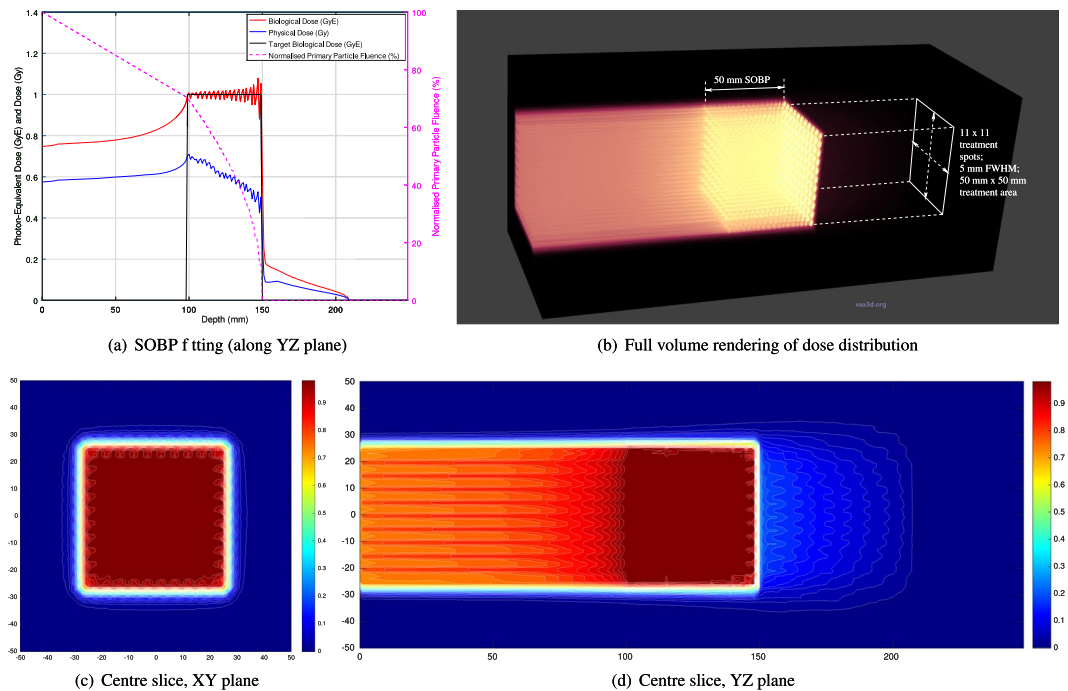 1.4
1.2
1
0.8
0.6
0.4
0.2
0
Photon-Equivalent Dose (GyE) and Dose (Gy)
Biological Dose (GyE)
Physical Dose (Gy)
Target Biological Dose (GyE)
Normalised Primary Particle Fluence (%)
100
80
60
40
20
0
Normalised Primary Particle Fluence (%)
0 50 100 150 200
Depth (mm)
(a) SOBP f tting (along YZ plane)
50 mm SOBP
11 x 11
treatment
spots;
5 mm FWHM;
50 mm x 50 mm
treatment area
vaa3d.org
(b) Full volume rendering of dose distribution
50
40
30
20
10
0
-10
-20
-30
-40
-50
-50 -40 -30 -20 -10 0 10 20 30 40 50
0.9
0.8
0.7
0.6
0.5
0.4
0.3
0.2
0.1
0
(c) Centre slice, XY plane
50
40
30
20
10
0
-10
-20
-30
-40
-50
0 50 100 150 200
0.9
0.8
0.7
0.6
0.5
0.4
0.3
0.2
0.1
0
(d) Centre slice, YZ plane